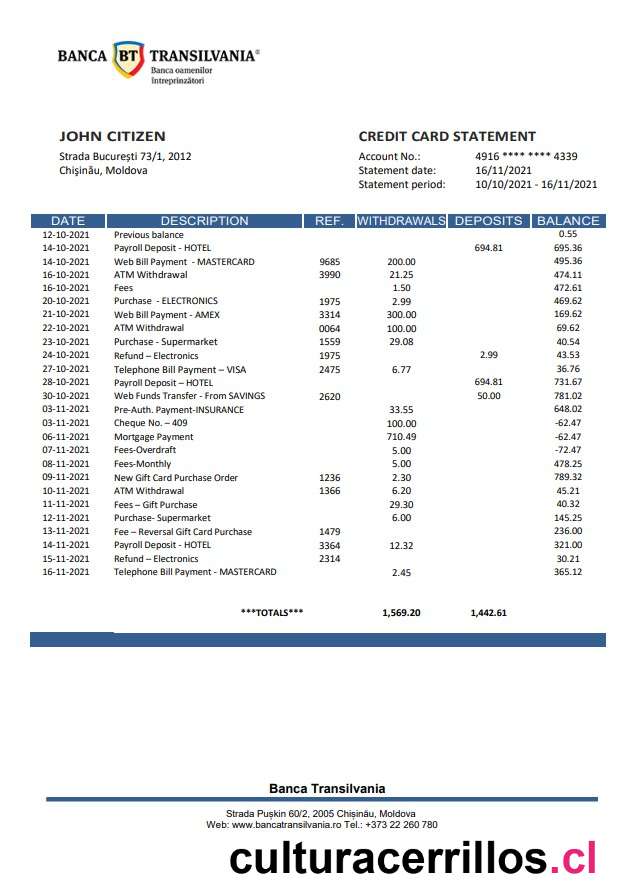 BANCA BT TRANSILVANIA®
Banca oamenilor
întreprinzători
JOHN CITIZEN
Strada București 73/1, 2012
Chișinău, Moldova
CREDIT CARD STATEMENT
Account No.: 4916 **** **** 4339
Statement date: 16/11/2021
Statement period: 10/10/2021 - 16/11/2021
DATE DESCRIPTION REF. WITHDRAWALS DEPOSITS BALANCE
12-10-2021 Previous balance 0.55
14-10-2021 Payroll Deposit - HOTEL 694.81 695.36
14-10-2021 Web Bill Payment - MASTERCARD 9685 200.00 495.36
16-10-2021 ATM Withdrawal 3990 21.25 474.11
16-10-2021 Fees 1.50 472.61
20-10-2021 Purchase - ELECTRONICS 1975 2.99 469.62
21-10-2021 Web Bill Payment - AMEX 3314 300.00 169.62
22-10-2021 ATM Withdrawal 0064 100.00 69.62
23-10-2021 Purchase - Supermarket 1559 29.08 40.54
24-10-2021 Refund – Electronics 1975 2.99 43.53
27-10-2021 Telephone Bill Payment – VISA 2475 6.77 36.76
28-10-2021 Payroll Deposit – HOTEL 694.81 731.67
30-10-2021 Web Funds Transfer - From SAVINGS 2620 50.00 781.02
03-11-2021 Pre-Auth. Payment-INSURANCE 33.55 648.02
03-11-2021 Cheque No. – 409 100.00 -62.47
06-11-2021 Mortgage Payment 710.49 -62.47
07-11-2021 Fees-Overdraft 5.00 -72.47
08-11-2021 Fees-Monthly 5.00 478.25
09-11-2021 New Gift Card Purchase Order 1236 2.30 789.32
10-11-2021 ATM Withdrawal 1366 6.20 45.21
11-11-2021 Fees – Gift Purchase 29.30 40.32
12-11-2021 Purchase- Supermarket 6.00 145.25
13-11-2021 Fee – Reversal Gift Card Purchase 1479 236.00
14-11-2021 Payroll Deposit - HOTEL 3364 12.32 321.00
15-11-2021 Refund – Electronics 2314 30.21
16-11-2021 Telephone Bill Payment - MASTERCARD 2.45 365.12
***TOTALS*** 1,569.20 1,442.61
Banca Transilvania
Strada Pușkin 60/2, 2005 Chișinău, Moldova
Web: www.bancatransilvania.ro Tel.: +373 22 260 780
culturacerrillos.cl